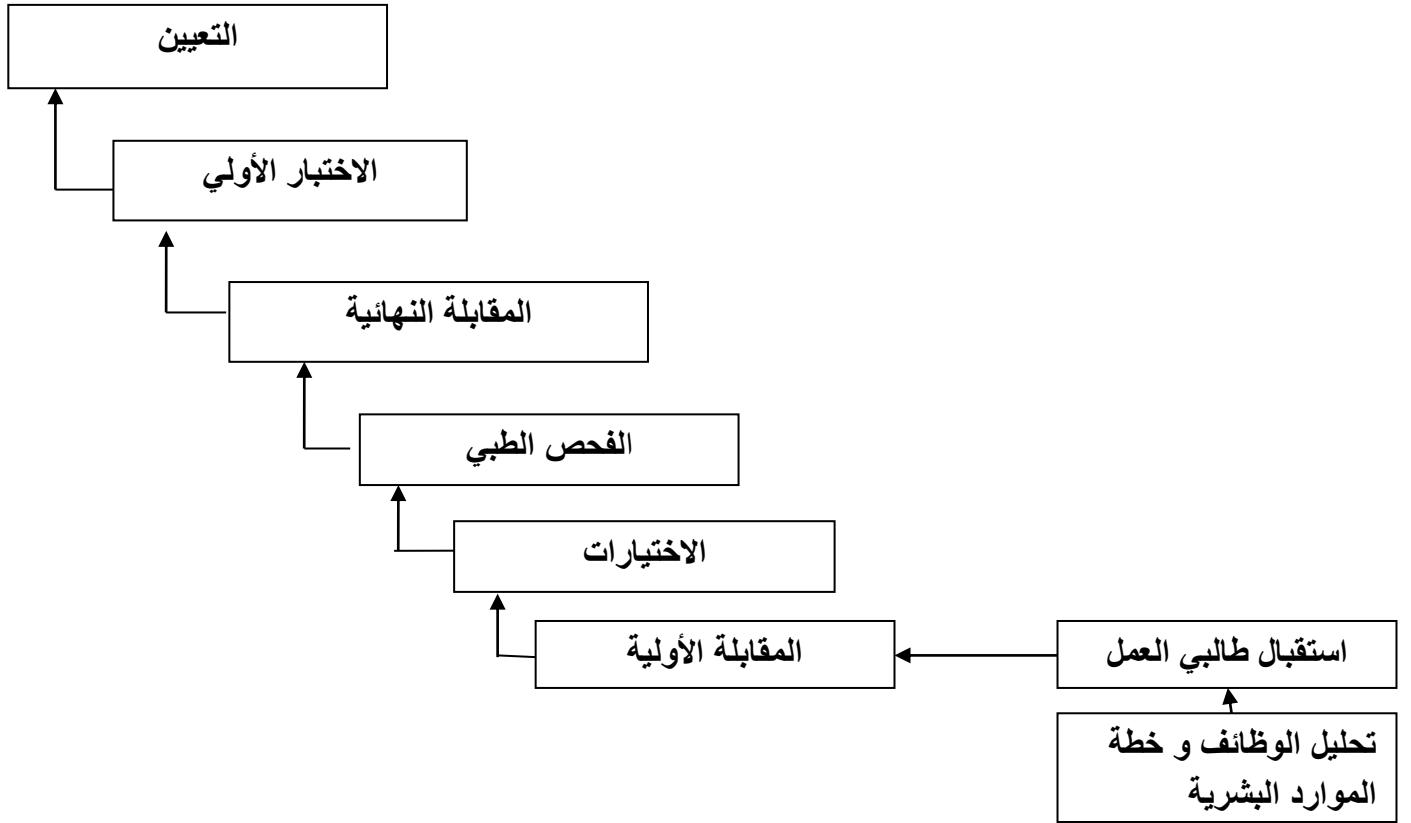 التعيين
الاختبار الأولي
المقابلة النهائية
الفحص الطبي
الاختيارات
المقابلة الأولية
استقبال طالبي العمل
تحليل الوظائف و خطة
الموارد البشرية